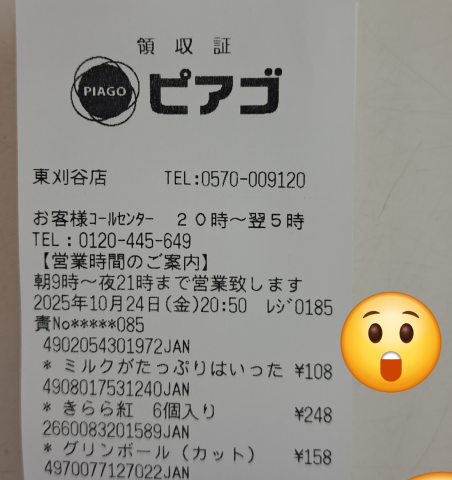 領収証
PIAGO ピアゴ
東刈谷店 TEL:0570-009120
お客様ｺｰﾙｾﾝﾀｰ ２０時～翌５時
TEL：0120-445-649
【営業時間のご案内】
朝9時～夜21時まで営業致します
2025年10月24日(金)20:50 ﾚｼﾞ0185
責No*****085
4902054301972JAN
* ミルクがたっぷりはいった ¥108
4908017531240JAN
* きらら紅 6個入り ¥248
2660083201589JAN
* グリンボール（カット） ¥158
4970077127022JAN